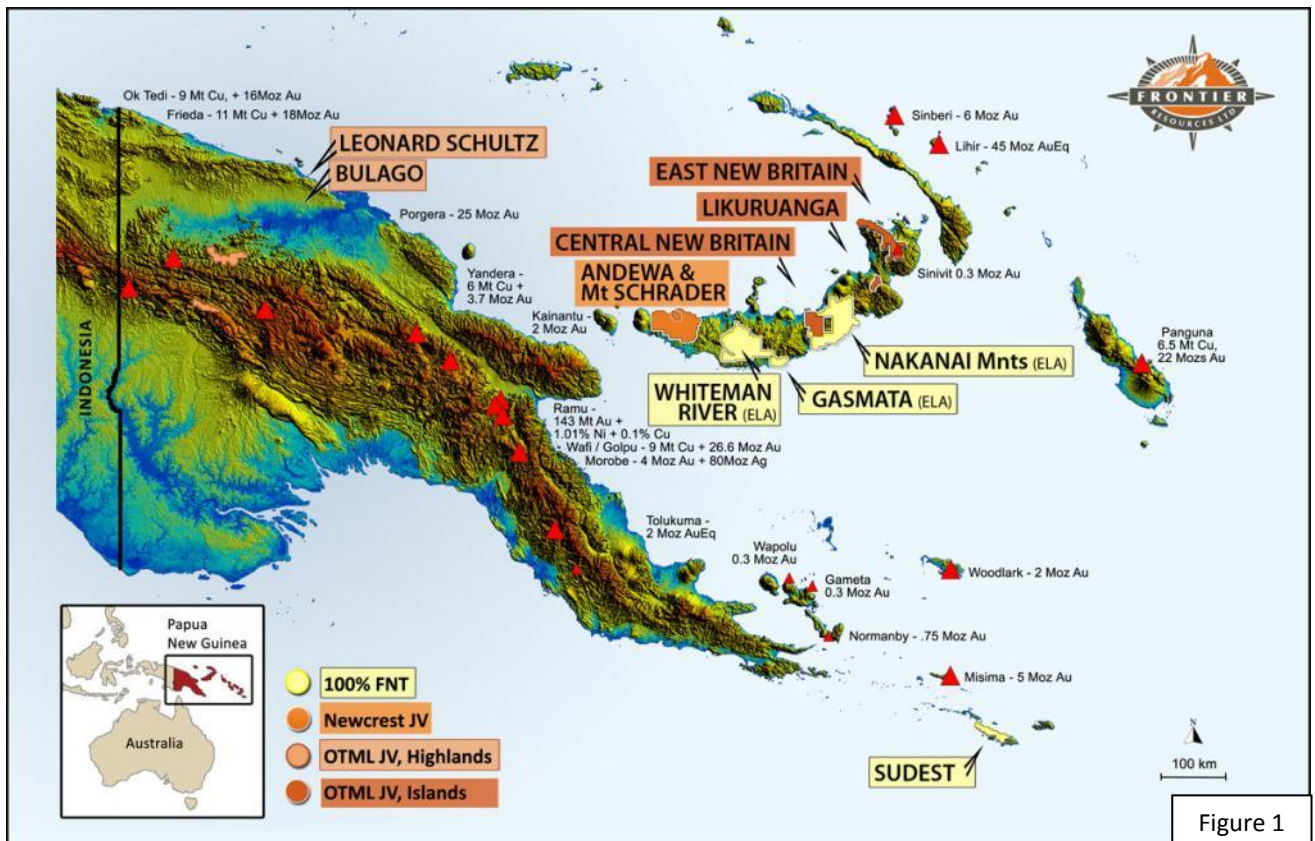 Ok Tedi - 9 Mt Cu, + 16Moz Au
Frieda - 11 Mt Cu + 18Moz Au
LEONARD SCHULTZ
BULAGO
Porgera - 25 Moz Au
Yandera -
6 Mt Cu +
3.7 Moz Au
Kainantu -
2 Moz Au
INDONESIA
FRONTIER
RESOURCES LTD
Sinberi - 6 Moz Au
Lihir - 45 Moz AuEq
EAST NEW BRITAIN
LIKURUANGA
CENTRAL NEW BRITAIN
ANDEWA &
Mt SCHRADER
Sinivit 0.3 Moz Au
Panguna
6.5 Mt Cu,
22 Mozs Au
NAKANAI Mnts (ELA)
WHITEMAN
RIVER (ELA)
GASMATA (ELA)
Ramu -
143 Mt Au +
1.01% Ni + 0.1% Cu
- Wafi / Golpu - 9 Mt Cu + 26.6 Moz Au
Morobe - 4 Moz Au + 80Moz Ag
Tolukuma -
2 Moz AuEq
Wapolu
0.3 Moz Au
Gameta
0.3 Moz Au
Woodlark - 2 Moz Au
Normanby - .75 Moz Au
Misima - 5 Moz Au
SUDEST
Papua
New Guinea
Australia
100% FNT
Newcrest JV
OTML JV, Highlands
OTML JV, Islands
N
100 km
Figure 1